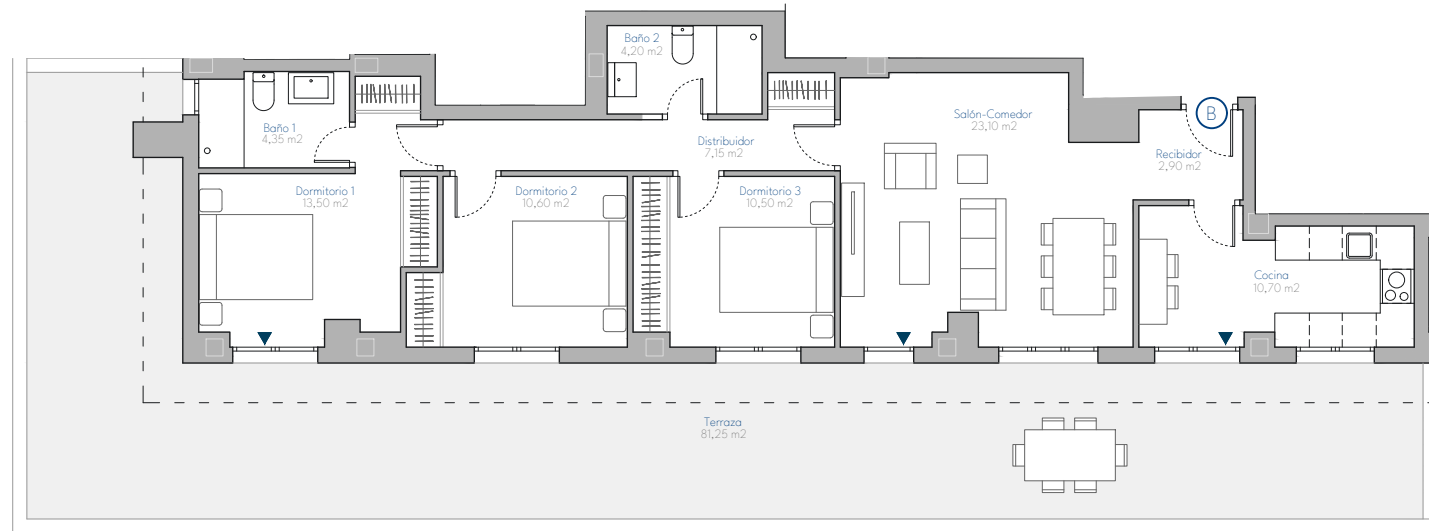 Baño 2
4,20 m2
Baño 1
4,35 m2
Distribuidor
7,15 m2
Salón-Comedor
23,10 m2
B
Recibidor
2,90 m2
Dormitorio 1
13,50 m2
Dormitorio 2
10,60 m2
Dormitorio 3
10,50 m2
Cocina
10,70 m2
Terraza
81,25 m2